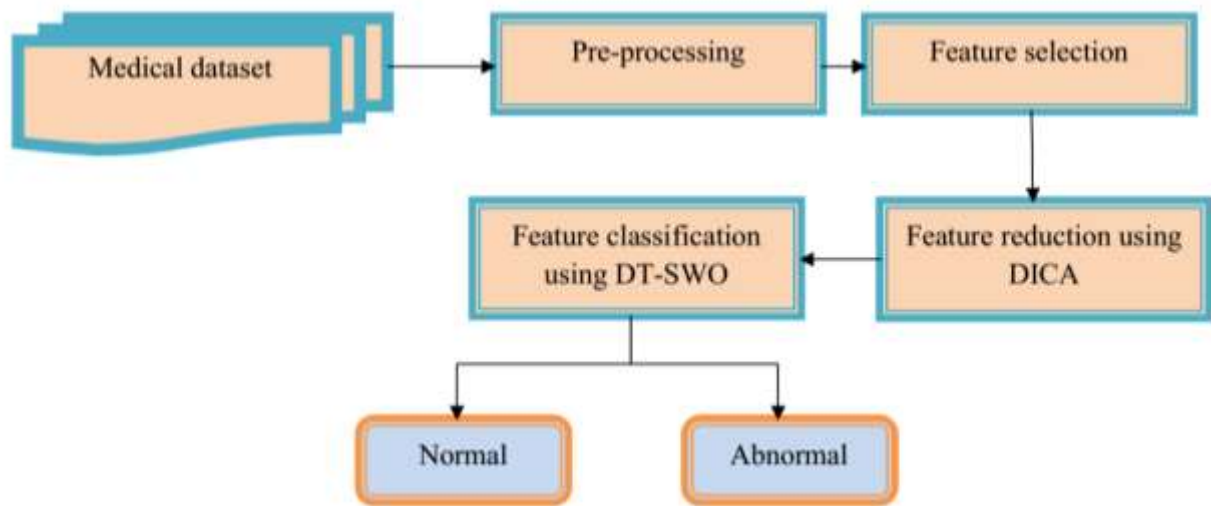 Medical dataset
Pre-processing
Feature selection
Feature classification
using DT-SWO
Feature reduction using
DICA
Normal
Abnormal